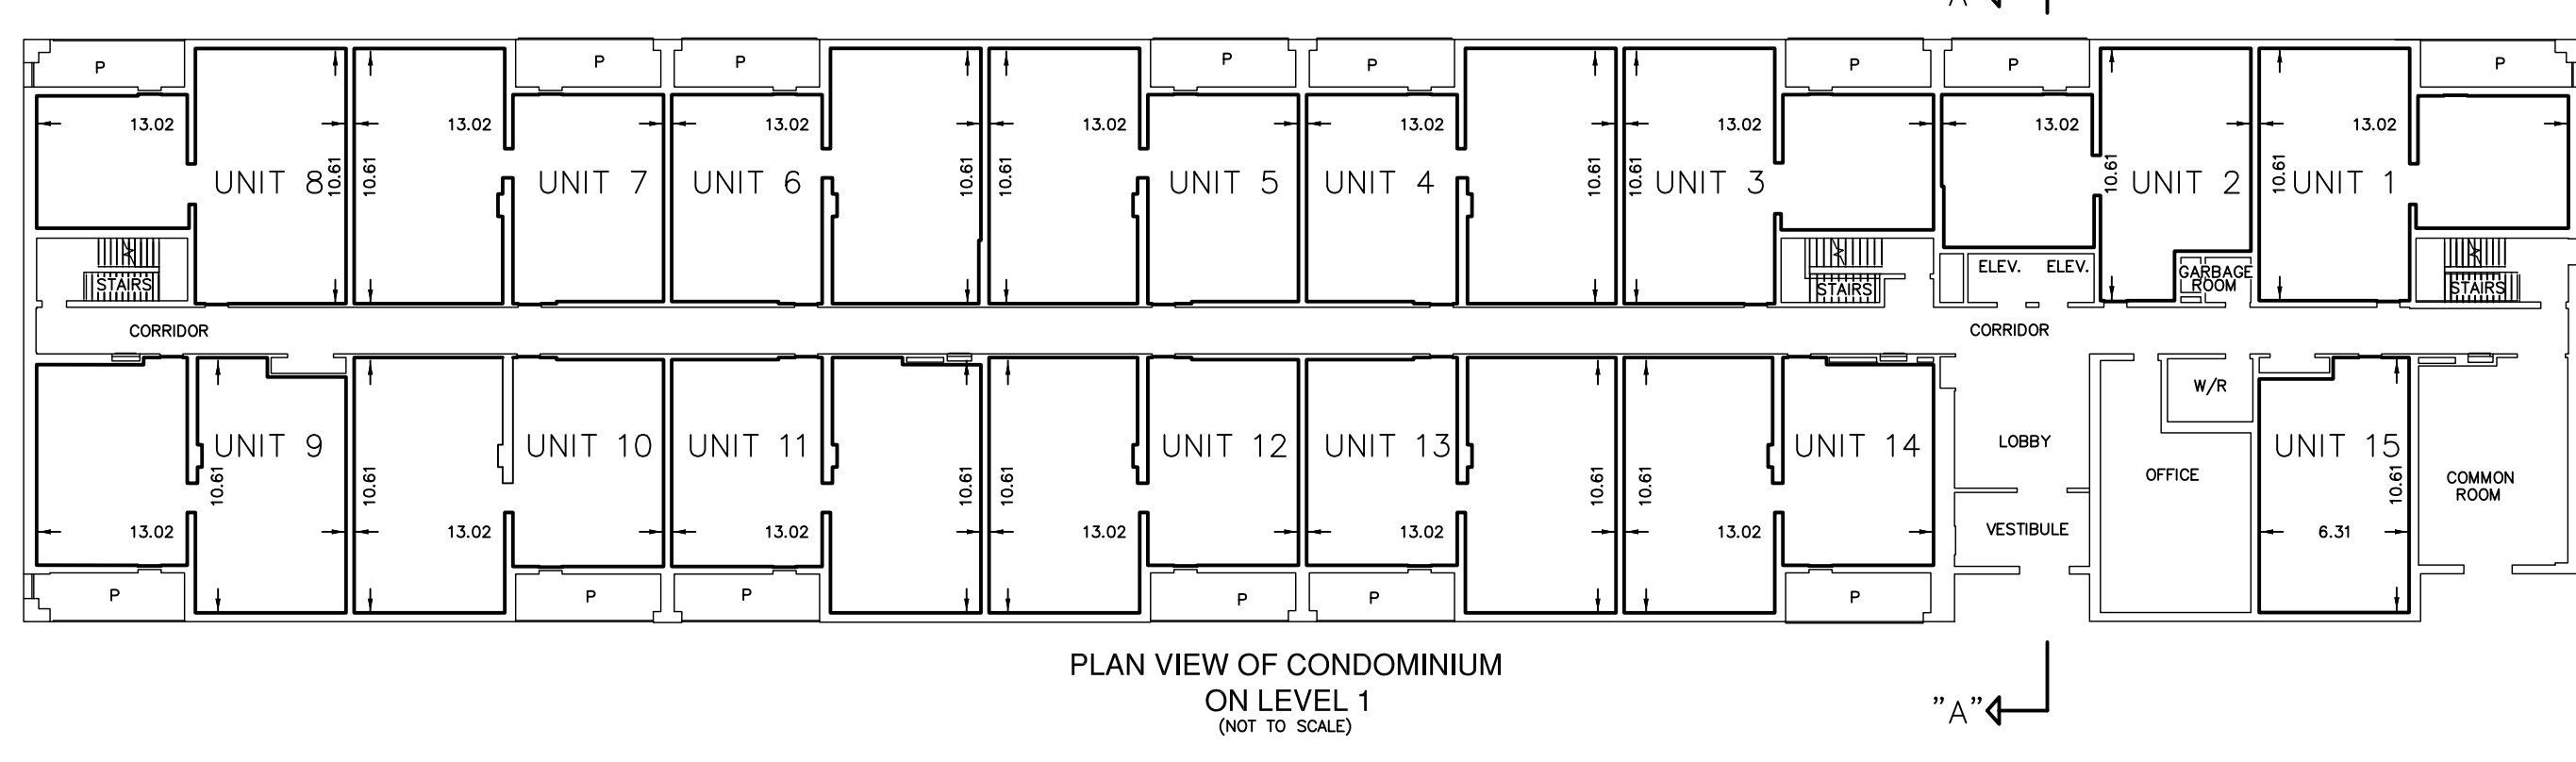 "A"
P P P P P P P P
13.02 13.02 13.02 13.02 13.02 13.02 13.02 13.02
UNIT 8 10.61 10.61 UNIT 7 UNIT 6 10.61 10.61 UNIT 5 UNIT 4 10.61 10.61 UNIT 3 10.61 UNIT 2 10.61 UNIT 1
ELEV. ELEV. GARBAGE
ROOM
STAIRS STAIRS STAIRS
CORRIDOR CORRIDOR
W/R
UNIT 9 UNIT 10 UNIT 11 UNIT 12 UNIT 13 UNIT 14 LOBBY UNIT 15
10.61 10.61 10.61 10.61 10.61 10.61 OFFICE 10.61 COMMON
ROOM
13.02 13.02 13.02 13.02 13.02 13.02 VESTIBULE 6.31
P P P P P P
PLAN VIEW OF CONDOMINIUM
ON LEVEL 1
(NOT TO SCALE)
"A"